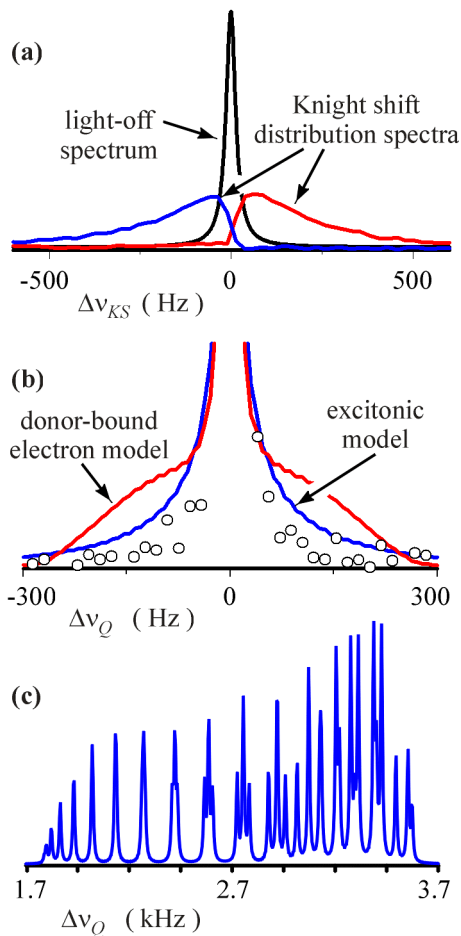 (a)
light-off
spectrum
Knight shift
distribution spectra
-500 0 500
Δν_KS ( Hz )
(b)
donor-bound
electron model
excitonic
model
-300 0 300
Δν_Q ( Hz )
(c)
1.7 2.7 3.7
Δν_Q ( kHz )